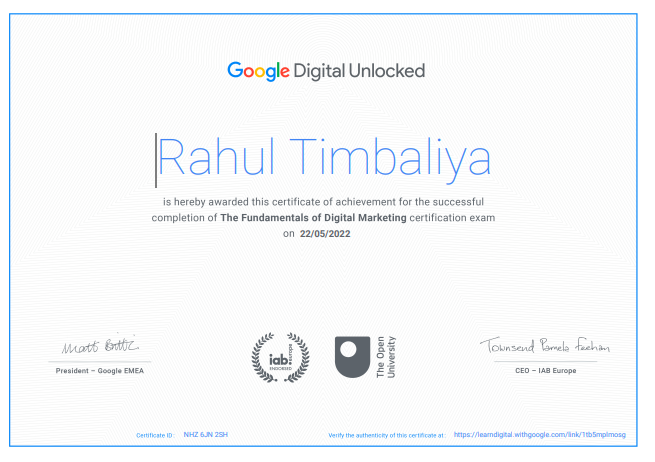 Google Digital Unlocked
Rahul Timbaliya
is hereby awarded this certificate of achievement for the successful
completion of The Fundamentals of Digital Marketing certification exam
on 22/05/2022
Matt Brittin
Townsend Pamela Feehan
President – Google EMEA
iab.europe
ENDORSED
The Open
University
CEO – IAB Europe
Certificate ID : NHZ 6JN 2SH
Verify the authenticity of this certificate at: https://learndigital.withgoogle.com/link/1tb5mplmosg